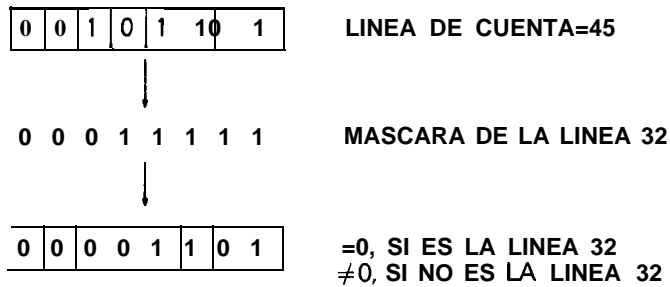 0 0 1 0 1 1 0 1 LINEA DE CUENTA=45
0 0 0 1 1 1 1 1 MASCARA DE LA LINEA 32
0 0 0 0 1 1 0 1 =0, SI ES LA LINEA 32
≠0, SI NO ES LA LINEA 32